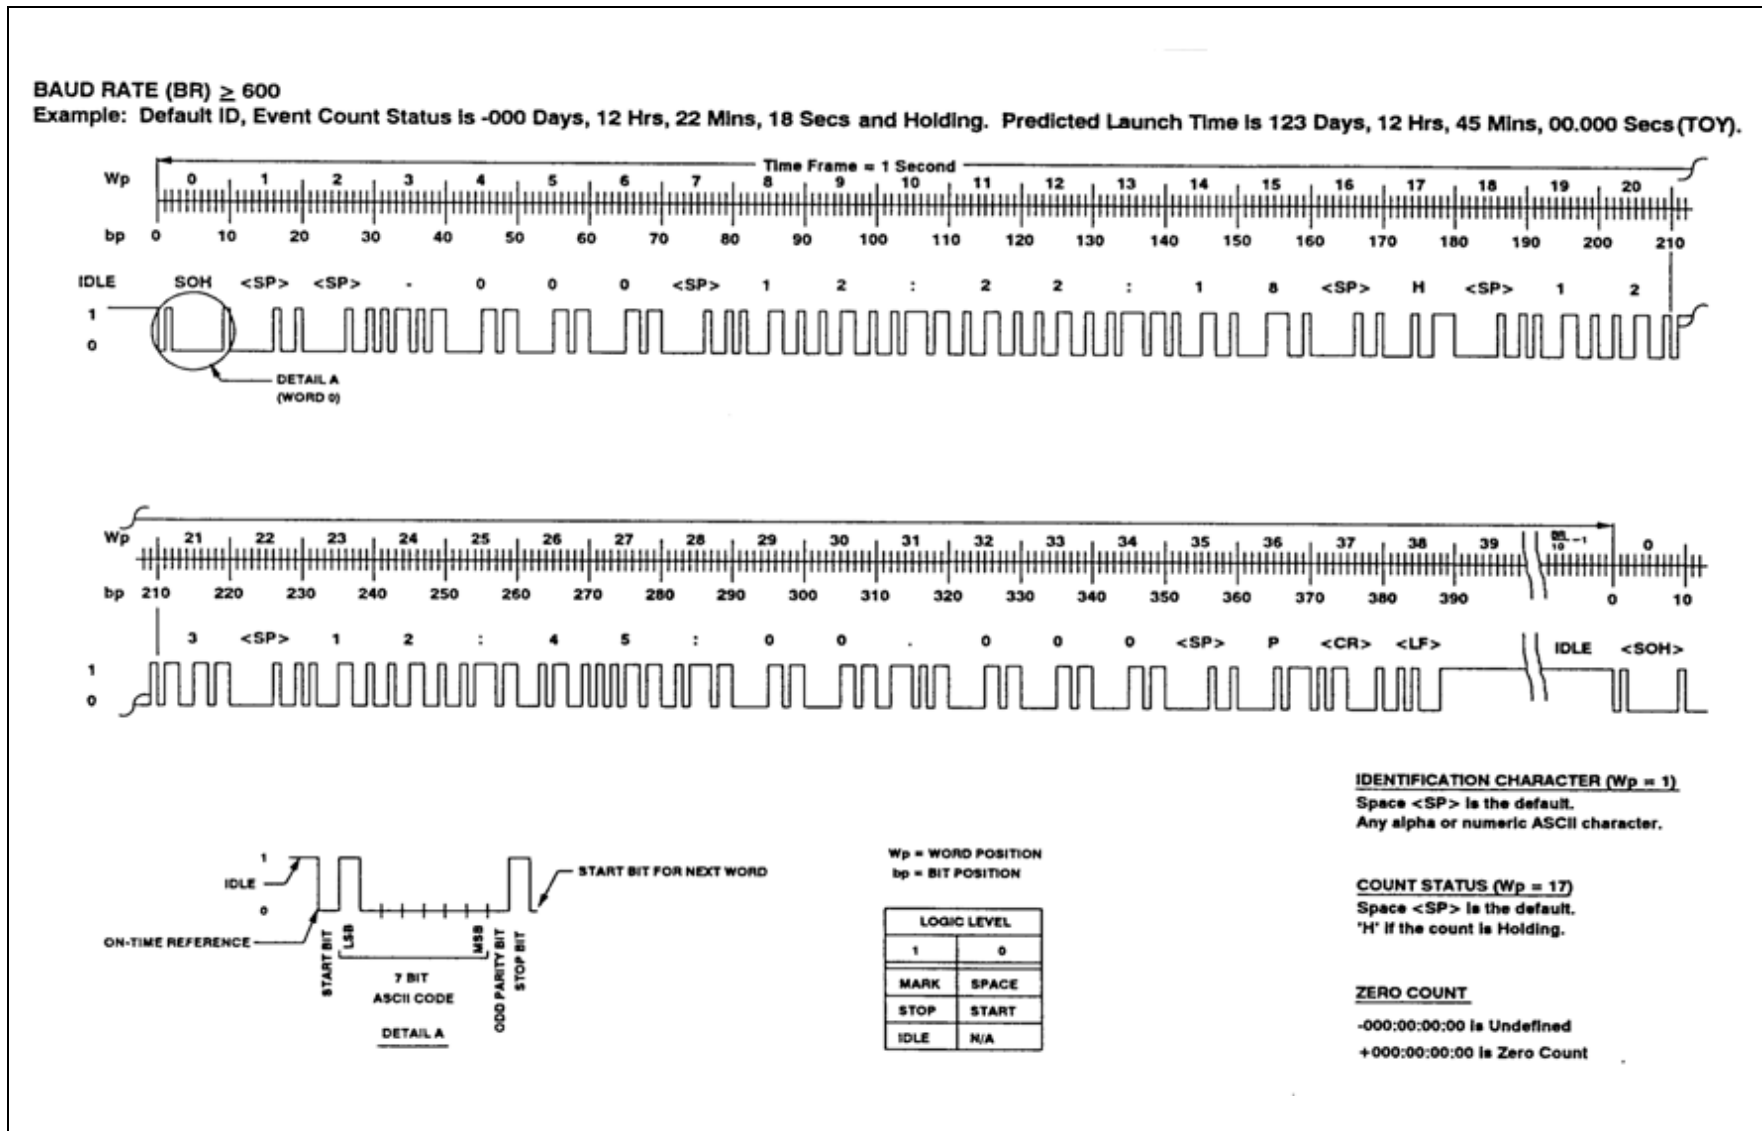 BAUD RATE (BR) ≥ 600
Example: Default ID, Event Count Status is -000 Days, 12 Hrs, 22 Mins, 18 Secs and Holding. Predicted Launch Time is 123 Days, 12 Hrs, 45 Mins, 00.000 Secs (TOY).
Time Frame = 1 Second
Wp 0 1 2 3 4 5 6 7 8 9 10 11 12 13 14 15 16 17 18 19 20
bp 0 10 20 30 40 50 60 70 80 90 100 110 120 130 140 150 160 170 180 190 200 210
IDLE SOH <SP> <SP> - 0 0 0 <SP> 1 2 : 2 2 : 1 8 <SP> H <SP> 1 2
1
0
DETAIL A
(WORD 0)
Wp 21 22 23 24 25 26 27 28 29 30 31 32 33 34 35 36 37 38 39 BR/10 -1 0
bp 210 220 230 240 250 260 270 280 290 300 310 320 330 340 350 360 370 380 390 0 10
3 <SP> 1 2 : 4 5 : 0 0 . 0 0 0 <SP> P <CR> <LF> IDLE <SOH>
1
0
IDENTIFICATION CHARACTER (Wp = 1)
Space <SP> is the default.
Any alpha or numeric ASCII character.
COUNT STATUS (Wp = 17)
Space <SP> is the default.
'H' if the count is Holding.
ZERO COUNT
-000:00:00:00 is Undefined
+000:00:00:00 is Zero Count
Wp = WORD POSITION
bp = BIT POSITION
LOGIC LEVEL
1 0
MARK SPACE
STOP START
IDLE N/A
1
IDLE
0
ON-TIME REFERENCE
START BIT FOR NEXT WORD
START BIT
LSB
MSB
ODD PARITY BIT
STOP BIT
7 BIT
ASCII CODE
DETAIL A